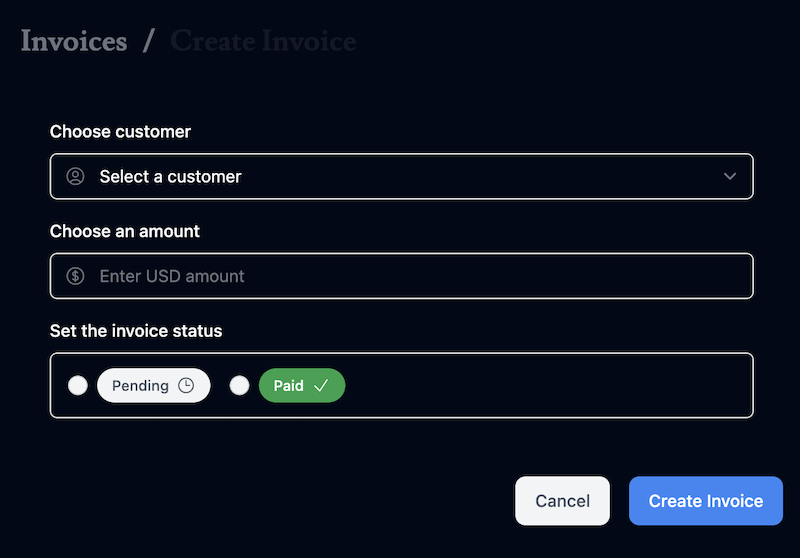 Invoices / Create Invoice
Choose customer
Select a customer
Choose an amount
Enter USD amount
Set the invoice status
Pending Paid
Cancel Create Invoice